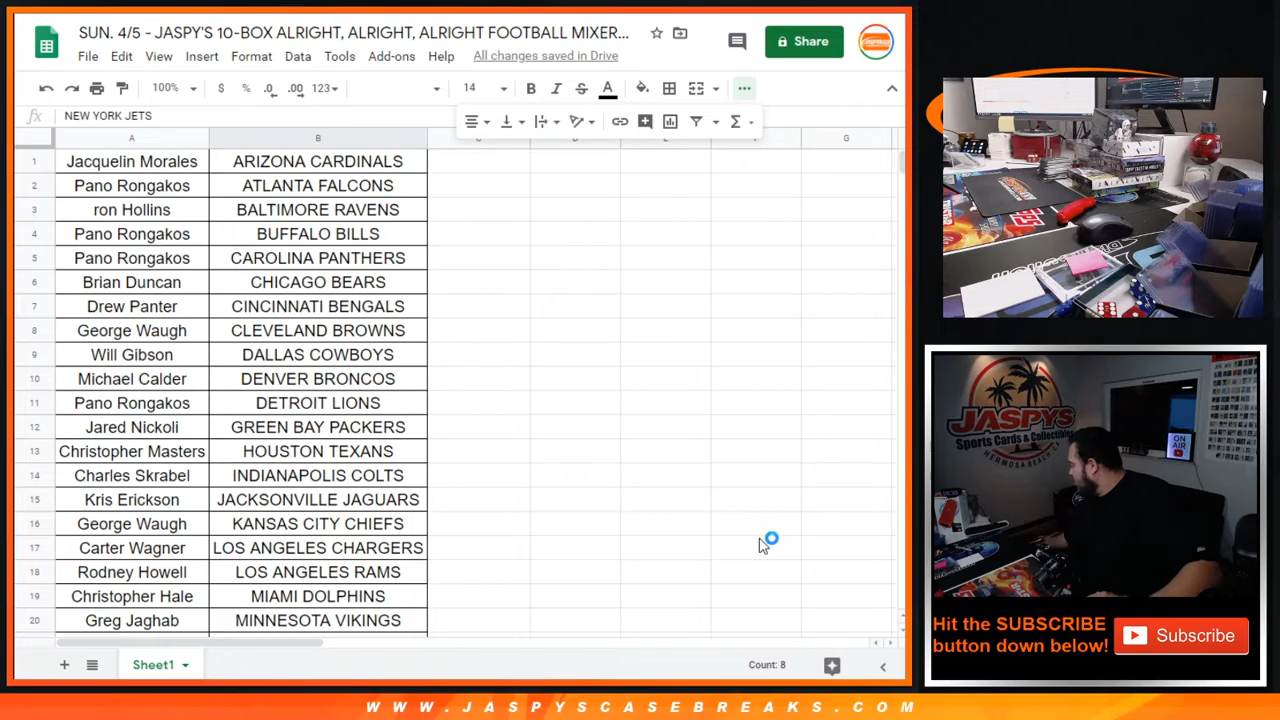 SUN. 4/5 - JASPY'S 10-BOX ALRIGHT, ALRIGHT, ALRIGHT FOOTBALL MIXER...
Share
File Edit View Insert Format Data Tools Add-ons Help All changes saved in Drive
100% $ % .0 .00 123 14 B I S A
fx NEW YORK JETS
A B G
1 Jacquelin Morales ARIZONA CARDINALS
2 Pano Rongakos ATLANTA FALCONS
3 ron Hollins BALTIMORE RAVENS
4 Pano Rongakos BUFFALO BILLS
5 Pano Rongakos CAROLINA PANTHERS
6 Brian Duncan CHICAGO BEARS
7 Drew Panter CINCINNATI BENGALS
8 George Waugh CLEVELAND BROWNS
9 Will Gibson DALLAS COWBOYS
10 Michael Calder DENVER BRONCOS
11 Pano Rongakos DETROIT LIONS
12 Jared Nickoli GREEN BAY PACKERS
13 Christopher Masters HOUSTON TEXANS
14 Charles Skrabel INDIANAPOLIS COLTS
15 Kris Erickson JACKSONVILLE JAGUARS
16 George Waugh KANSAS CITY CHIEFS
17 Carter Wagner LOS ANGELES CHARGERS
18 Rodney Howell LOS ANGELES RAMS
19 Christopher Hale MIAMI DOLPHINS
20 Greg Jaghab MINNESOTA VIKINGS
Sheet1
Count: 8
JASPYS
Sports Cards & Collectibles
HERMOSA BEACH CA
ON
AIR
Hit the SUBSCRIBE
button down below!
Subscribe
WWW.JASPYSCASEBREAKS.COM